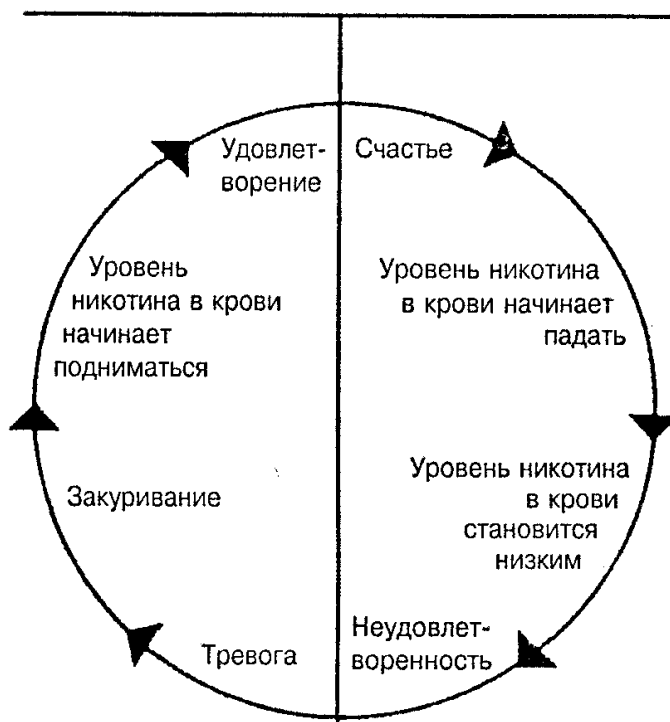 Удовлет-
ворение
Счастье
Уровень никотина
в крови начинает
падать
Уровень никотина
в крови
становится
низким
Неудовлет-
воренность
Тревога
Закуривание
Уровень
никотина в крови
начинает
подниматься